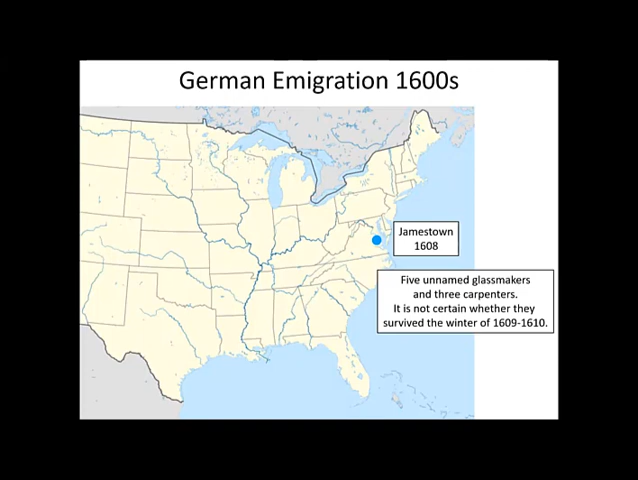 German Emigration 1600s
Jamestown
1608
Five unnamed glassmakers
and three carpenters.
It is not certain whether they
survived the winter of 1609-1610.